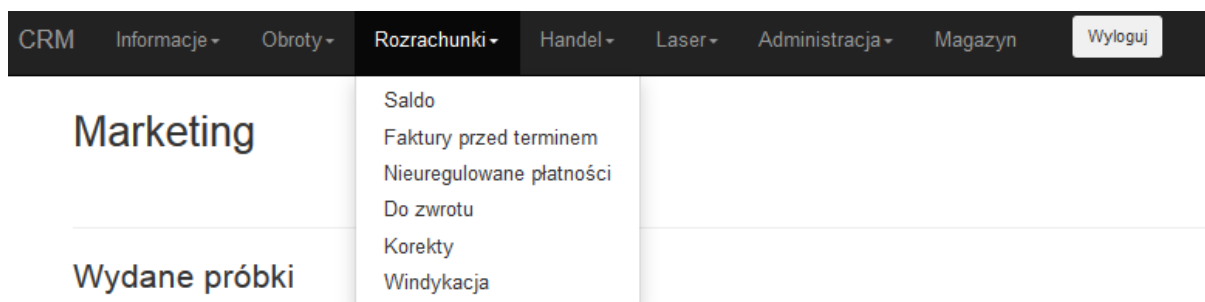 CRM Informacje Obroty Rozrachunki Handel Laser Administracja Magazyn Wyloguj
Saldo
Marketing
Faktury przed terminem
Nieuregulowane płatności
Do zwrotu
Korekty
Wydane próbki
Windykacja